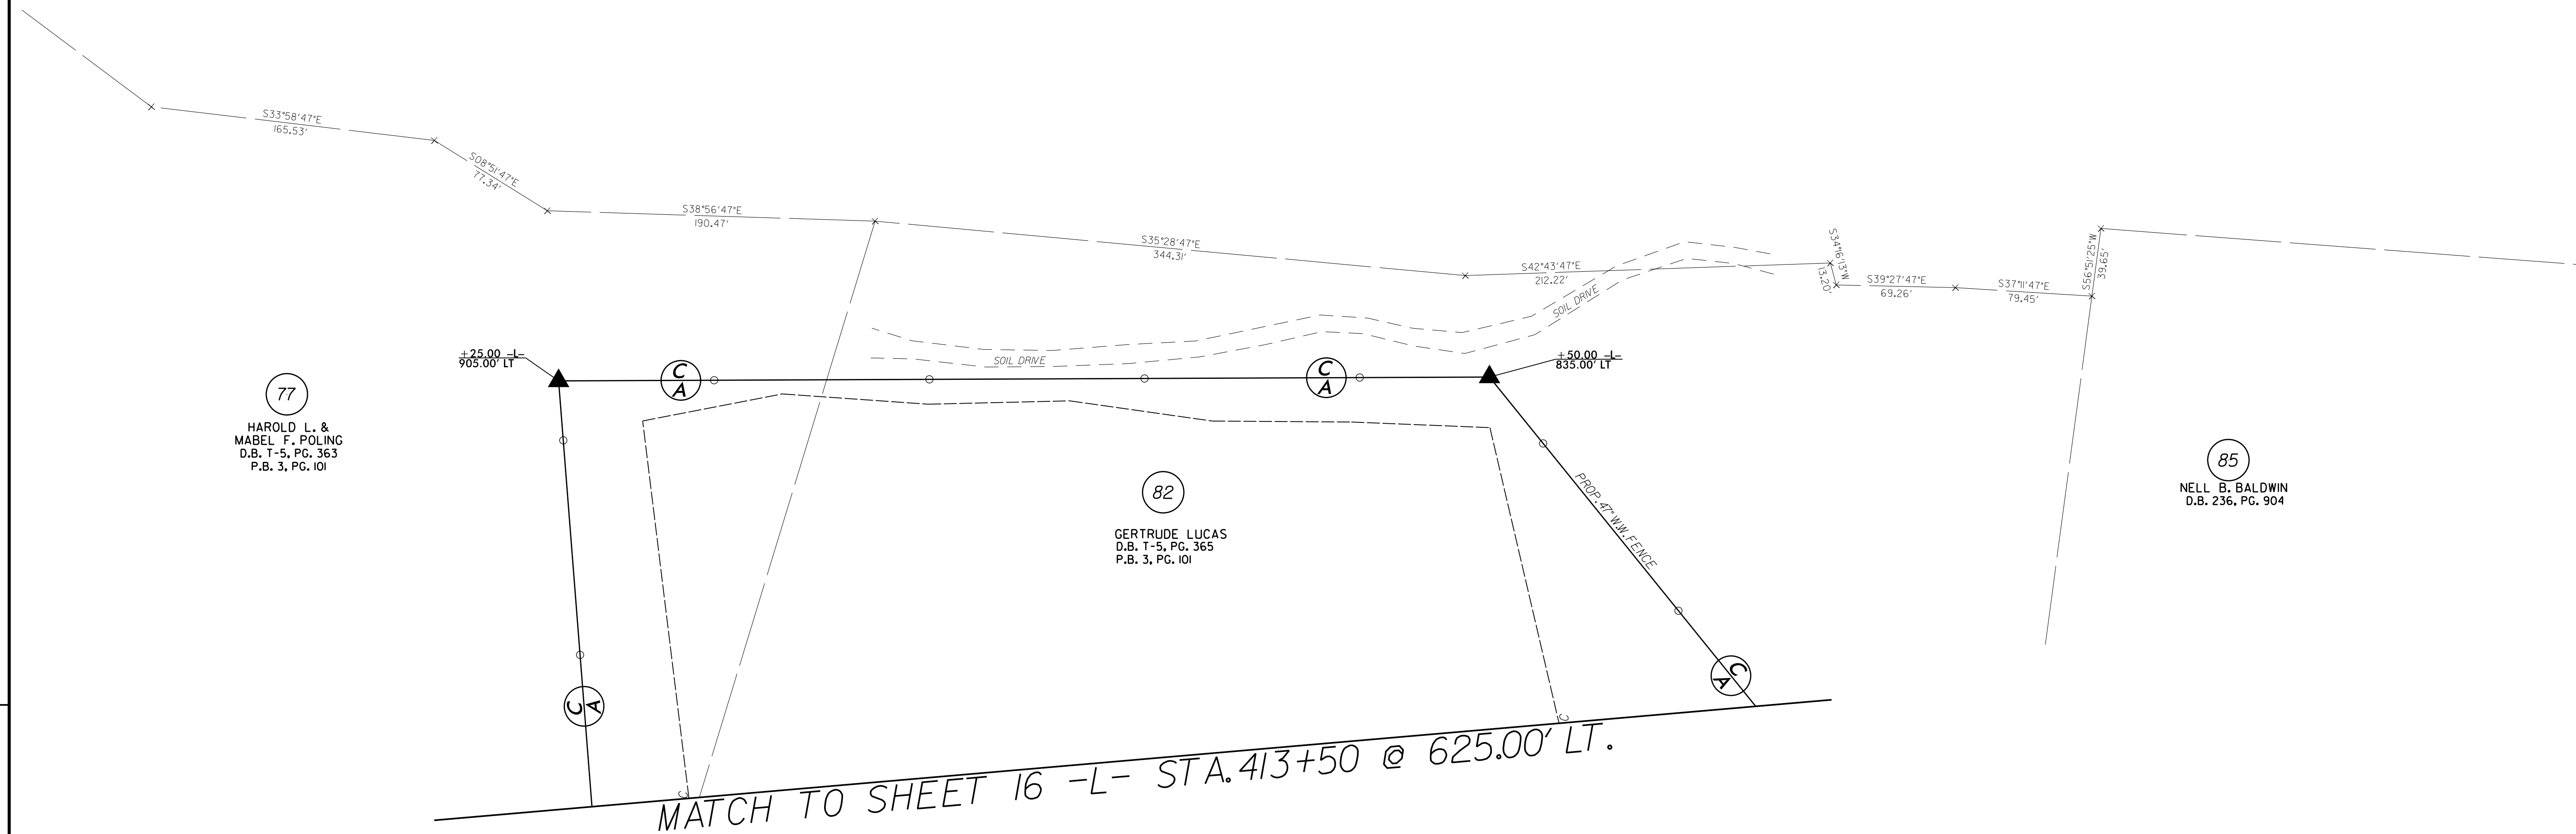 S33°58'47"E
165.53'
S08°51'47"E
77.34'
S38°56'47"E
190.47'
S35°28'47"E
344.31'
S42°43'47"E
212.22'
S34°16'13"W
13.20'
S39°27'47"E
69.26'
S37°11'47"E
79.45'
S56°51'25"W
39.65'
SOIL DRIVE
SOIL DRIVE
+25.00 -L-
905.00' LT
+50.00 -L-
835.00' LT
C
A
C
A
77
HAROLD L. &
MABEL F. POLING
D.B. T-5, PG. 363
P.B. 3, PG. 101
82
GERTRUDE LUCAS
D.B. T-5, PG. 365
P.B. 3, PG. 101
85
NELL B. BALDWIN
D.B. 236, PG. 904
PROP. 47" W.W. FENCE
C
A
C
A
C
C
MATCH TO SHEET 16 -L- STA.413+50 @ 625.00' LT.